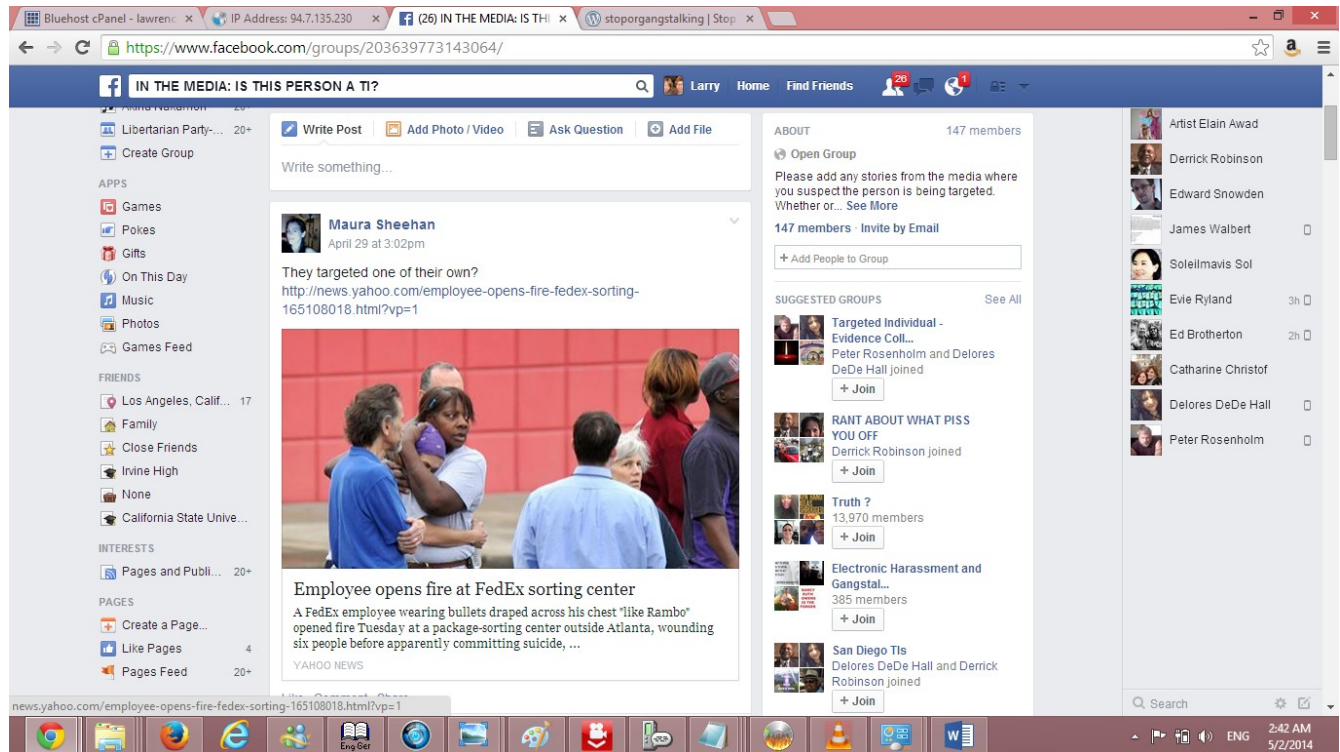 Bluehost cPanel - lawrenc
IP Address: 94.7.135.230
(26) IN THE MEDIA: IS THI
stoporgangstalking | Stop
https://www.facebook.com/groups/203639773143064/
IN THE MEDIA: IS THIS PERSON A TI?
Larry Home Find Friends 26 1
Libertarian Party-... 20+
Create Group
APPS
Games
Pokes
Gifts
On This Day
Music
Photos
Games Feed
FRIENDS
Los Angeles, Calif... 17
Family
Close Friends
Irvine High
None
California State Unive...
INTERESTS
Pages and Publi... 20+
PAGES
Create a Page...
Like Pages 4
Pages Feed 20+
Write Post Add Photo / Video Ask Question Add File
Write something...
Maura Sheehan
April 29 at 3:02pm
They targeted one of their own?
http://news.yahoo.com/employee-opens-fire-fedex-sorting-
165108018.html?vp=1
Employee opens fire at FedEx sorting center
A FedEx employee wearing bullets draped across his chest "like Rambo"
opened fire Tuesday at a package-sorting center outside Atlanta, wounding
six people before apparently committing suicide, ...
YAHOO NEWS
ABOUT 147 members
Open Group
Please add any stories from the media where
you suspect the person is being targeted.
Whether or... See More
147 members · Invite by Email
+ Add People to Group
SUGGESTED GROUPS See All
Targeted Individual -
Evidence Coll...
Peter Rosenholm and Delores
DeDe Hall joined
+ Join
RANT ABOUT WHAT PISS
YOU OFF
Derrick Robinson joined
+ Join
Truth ?
13,970 members
+ Join
Electronic Harassment and
Gangstal...
385 members
+ Join
San Diego TIs
Delores DeDe Hall and Derrick
Robinson joined
+ Join
Artist Elain Awad
Derrick Robinson
Edward Snowden
James Walbert
Soleilmavis Sol
Evie Ryland 3h
Ed Brotherton 2h
Catharine Christof
Delores DeDe Hall
Peter Rosenholm
Search
news.yahoo.com/employee-opens-fire-fedex-sorting-165108018.html?vp=1
Eng Ger
ENG
2:42 AM
5/2/2014